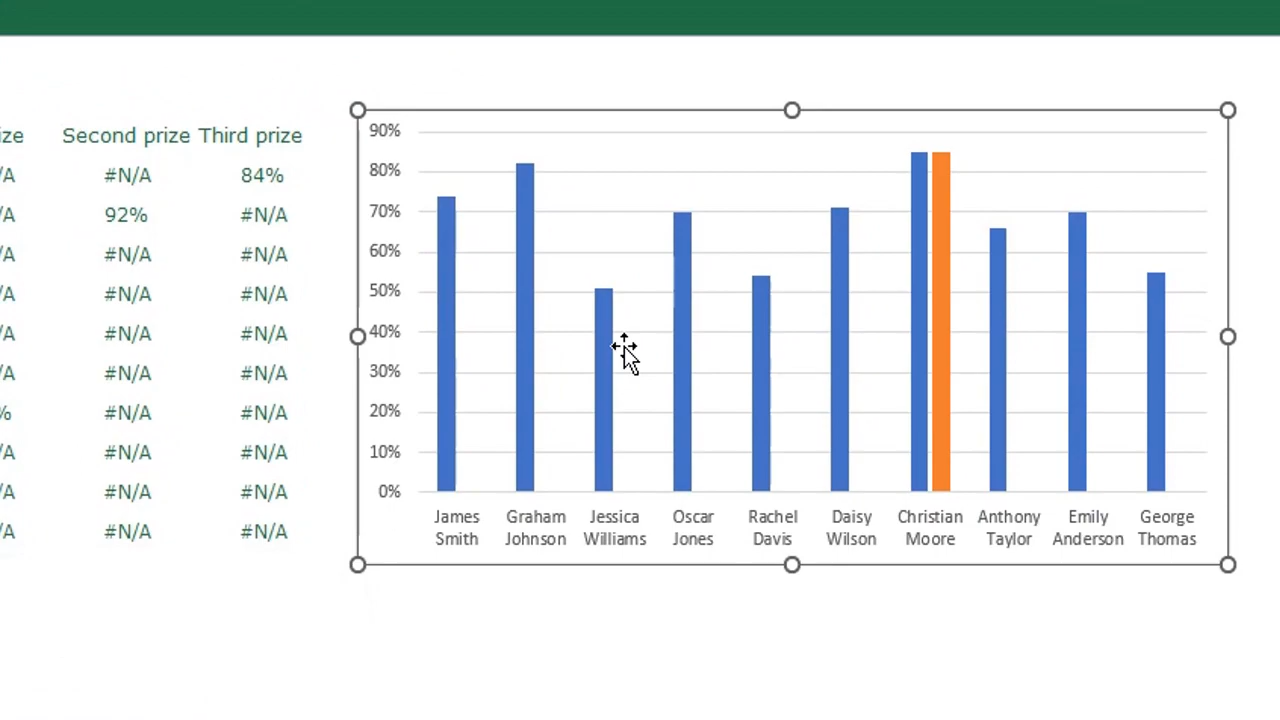 ize Second prize Third prize
/A #N/A 84%
/A 92% #N/A
/A #N/A #N/A
/A #N/A #N/A
/A #N/A #N/A
/A #N/A #N/A
% #N/A #N/A
/A #N/A #N/A
/A #N/A #N/A
/A #N/A #N/A
90%
80%
70%
60%
50%
40%
30%
20%
10%
0%
James Smith
Graham Johnson
Jessica Williams
Oscar Jones
Rachel Davis
Daisy Wilson
Christian Moore
Anthony Taylor
Emily Anderson
George Thomas